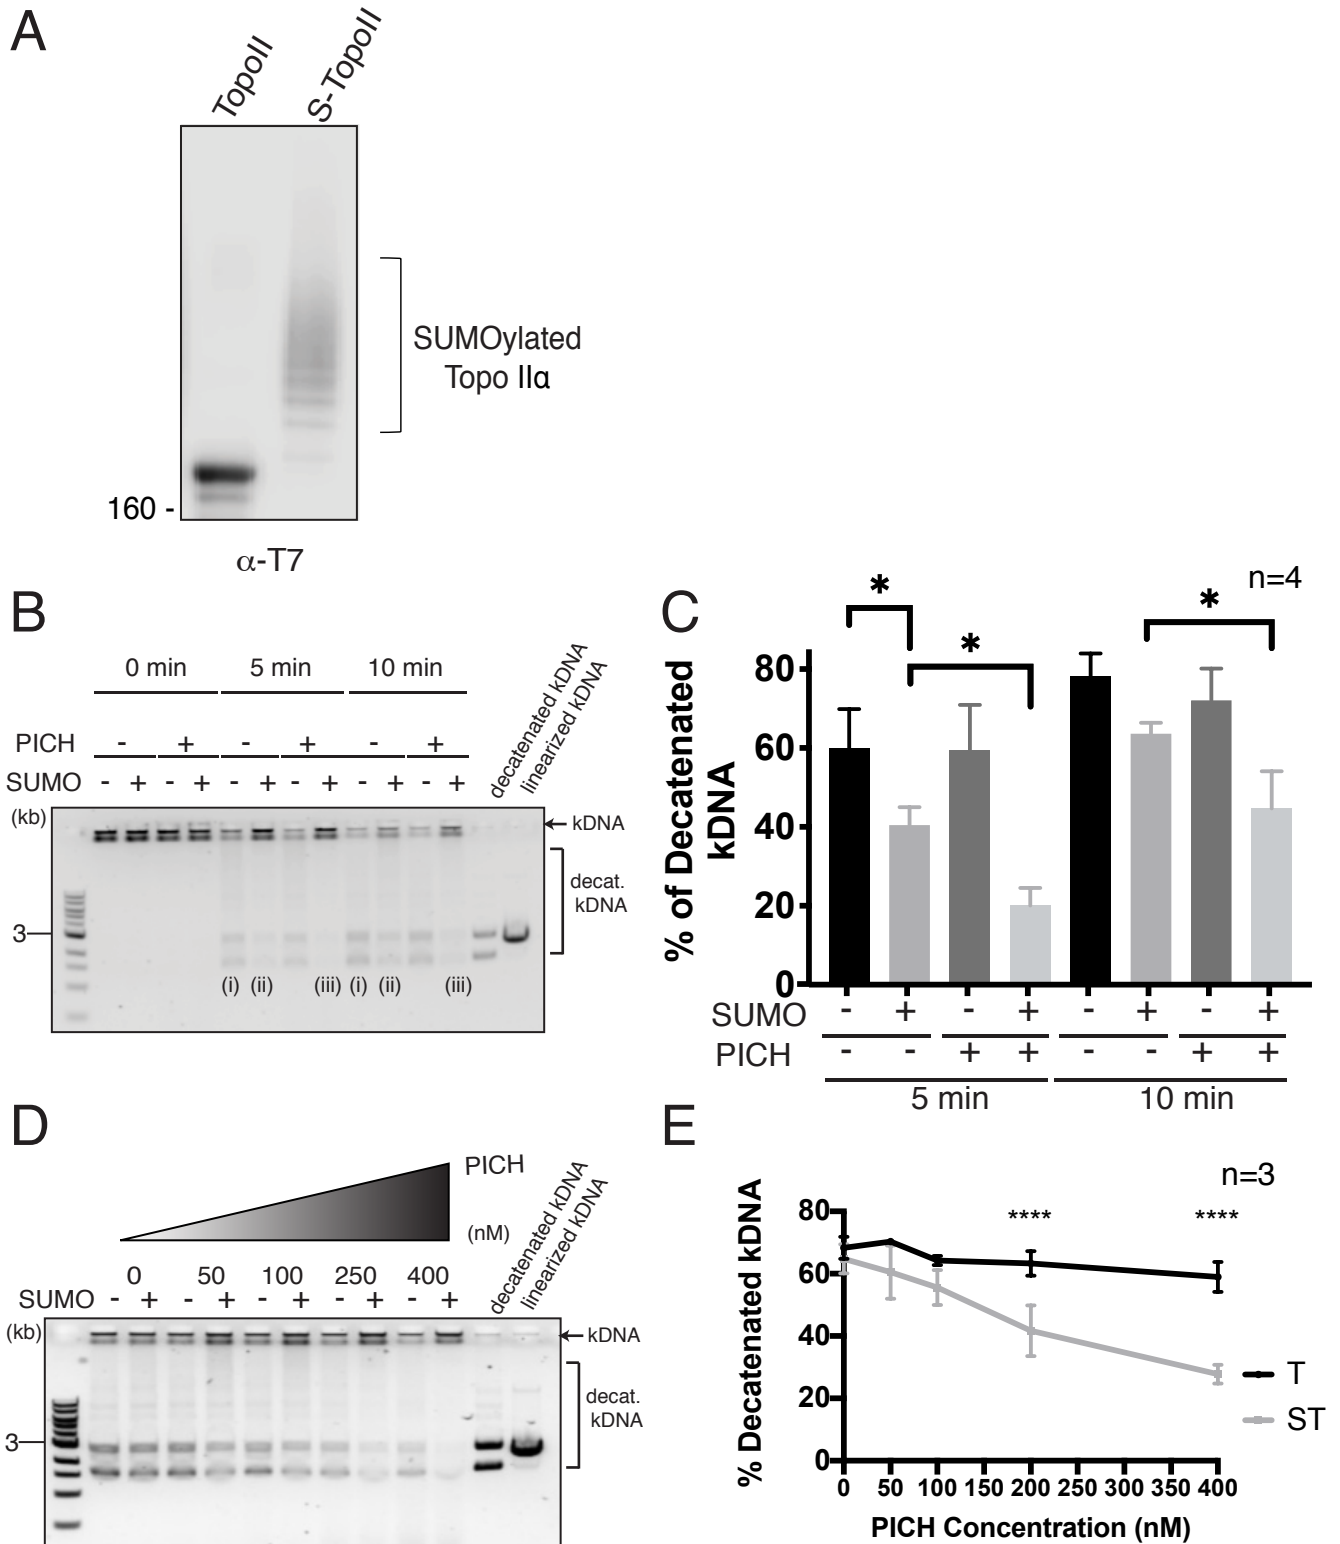 A
TopoII
S-TopoII
SUMOylated
Topo IIα
160 -
α-T7
B
0 min 5 min 10 min
decatenated kDNA
linearized kDNA
PICH - + - + - +
SUMO - + - + - + - + - + - +
(kb)
kDNA
decat.
kDNA
3
(i) (ii) (iii) (i) (ii) (iii)
C
n=4
* * *
% of Decatenated
kDNA
80
60
40
20
0
SUMO - + - + - + - +
PICH - - + + - - + +
5 min 10 min
D
PICH
(nM)
decatenated kDNA
linearized kDNA
0 50 100 250 400
SUMO - + - + - + - + - +
(kb)
kDNA
decat.
kDNA
3
E
n=3
**** ****
% Decatenated kDNA
80
60
40
20
0
T
ST
0 50 100 150 200 250 300 350 400
PICH Concentration (nM)